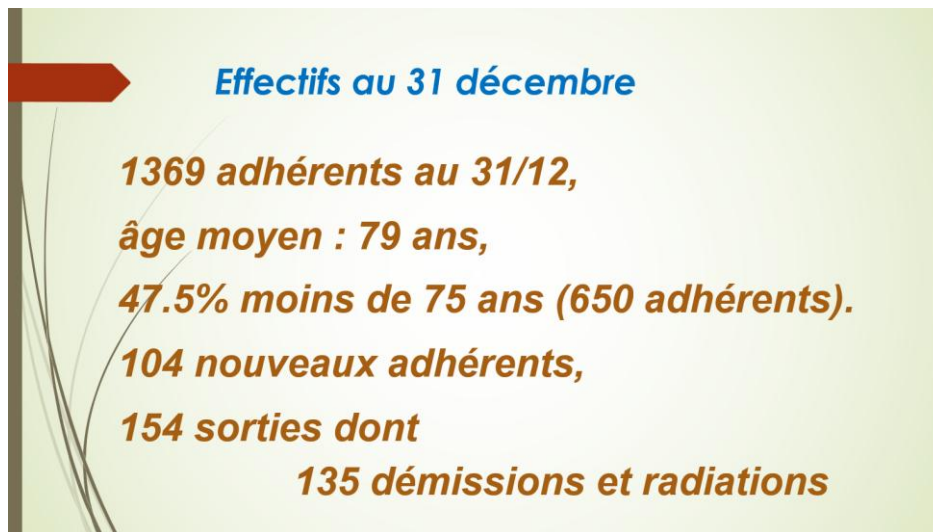 Effectifs au 31 décembre
1369 adhérents au 31/12,
âge moyen : 79 ans,
47.5% moins de 75 ans (650 adhérents).
104 nouveaux adhérents,
154 sorties dont
135 démissions et radiations